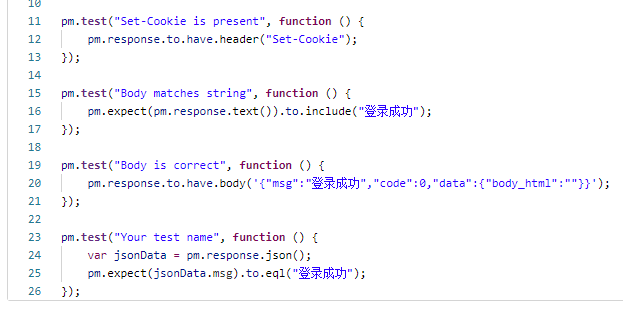 10
11 pm.test("Set-Cookie is present", function () {
12     pm.response.to.have.header("Set-Cookie");
13 });
14
15 pm.test("Body matches string", function () {
16     pm.expect(pm.response.text()).to.include("登录成功");
17 });
18
19 pm.test("Body is correct", function () {
20     pm.response.to.have.body('{"msg":"登录成功","code":0,"data":{"body_html":""}}');
21 });
22
23 pm.test("Your test name", function () {
24     var jsonData = pm.response.json();
25     pm.expect(jsonData.msg).to.eql("登录成功");
26 });